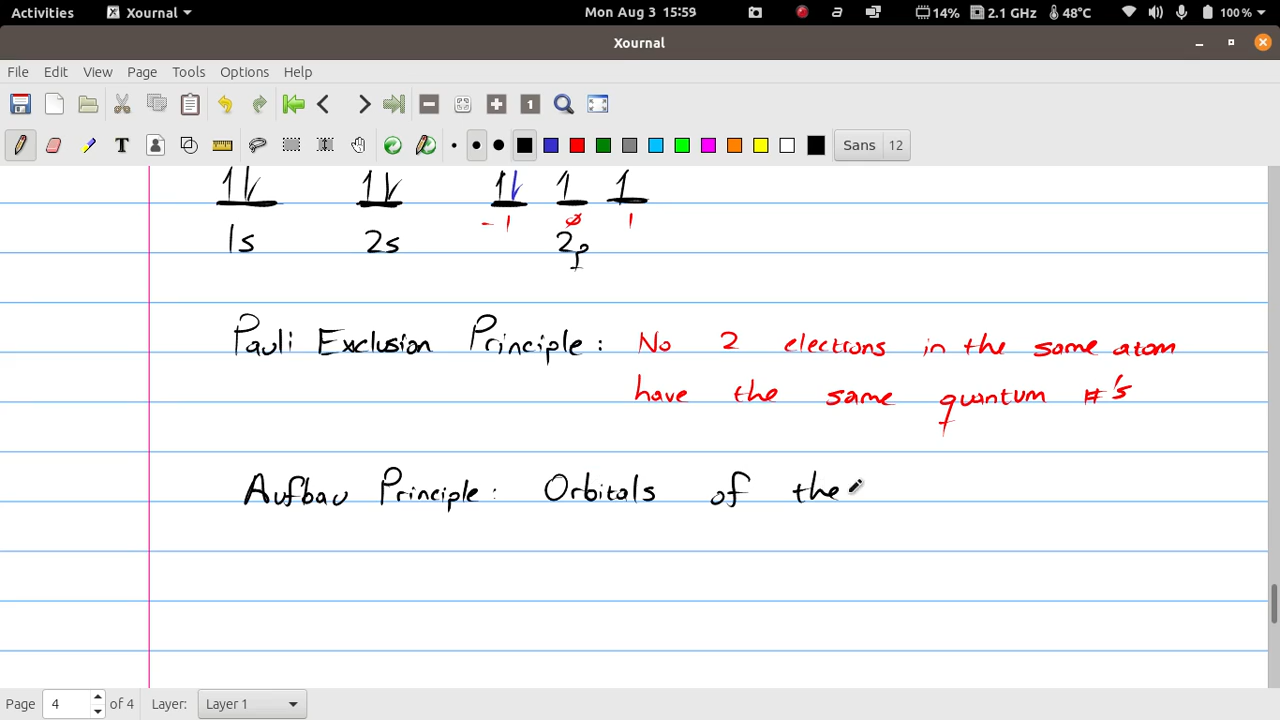 Activities Xournal Mon Aug 3 15:59 a 14% 2.1 GHz 48°C 100 %
Xournal
File Edit View Page Tools Options Help
1
T Sans 12
1s 2s -1 0 1
2p
Pauli Exclusion Principle: No 2 electrons in the same atom
have the same quantum #'s
Aufbau Principle: Orbitals of the
Page 4 of 4 Layer: Layer 1